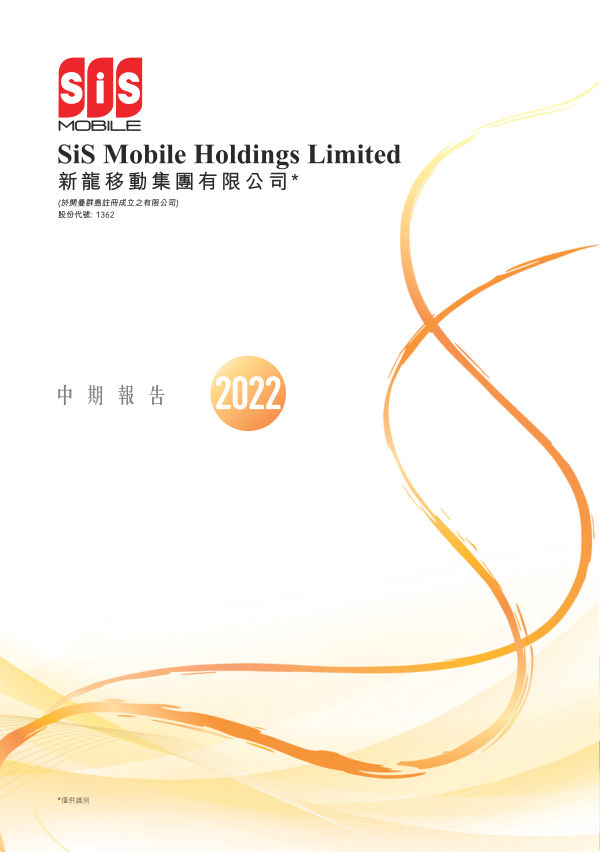 SiS
MOBILE
SiS Mobile Holdings Limited
新龍移動集團有限公司*
(於開曼群島註冊成立之有限公司)
股份代號: 1362
中期報告 2022
*僅供識別